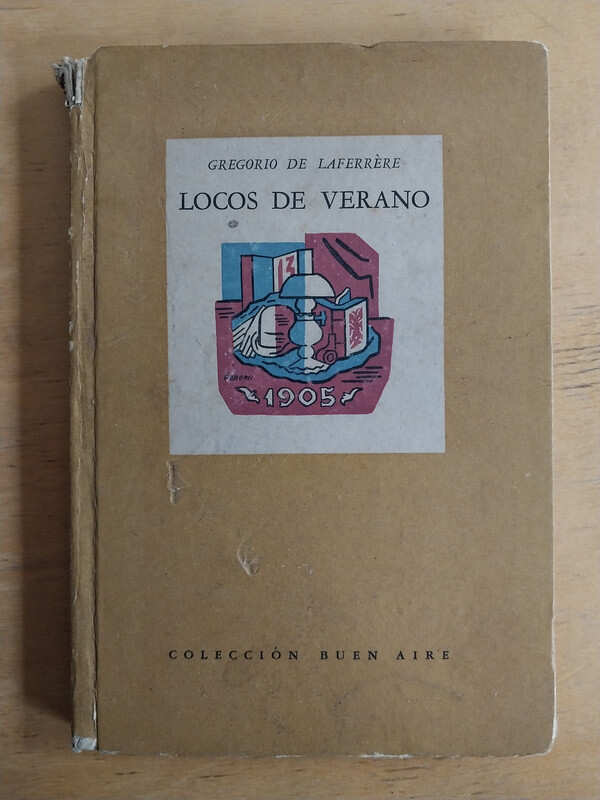 GREGORIO DE LAFERRÈRE
LOCOS DE VERANO
13
1905
COLECCIÓN BUEN AIRE